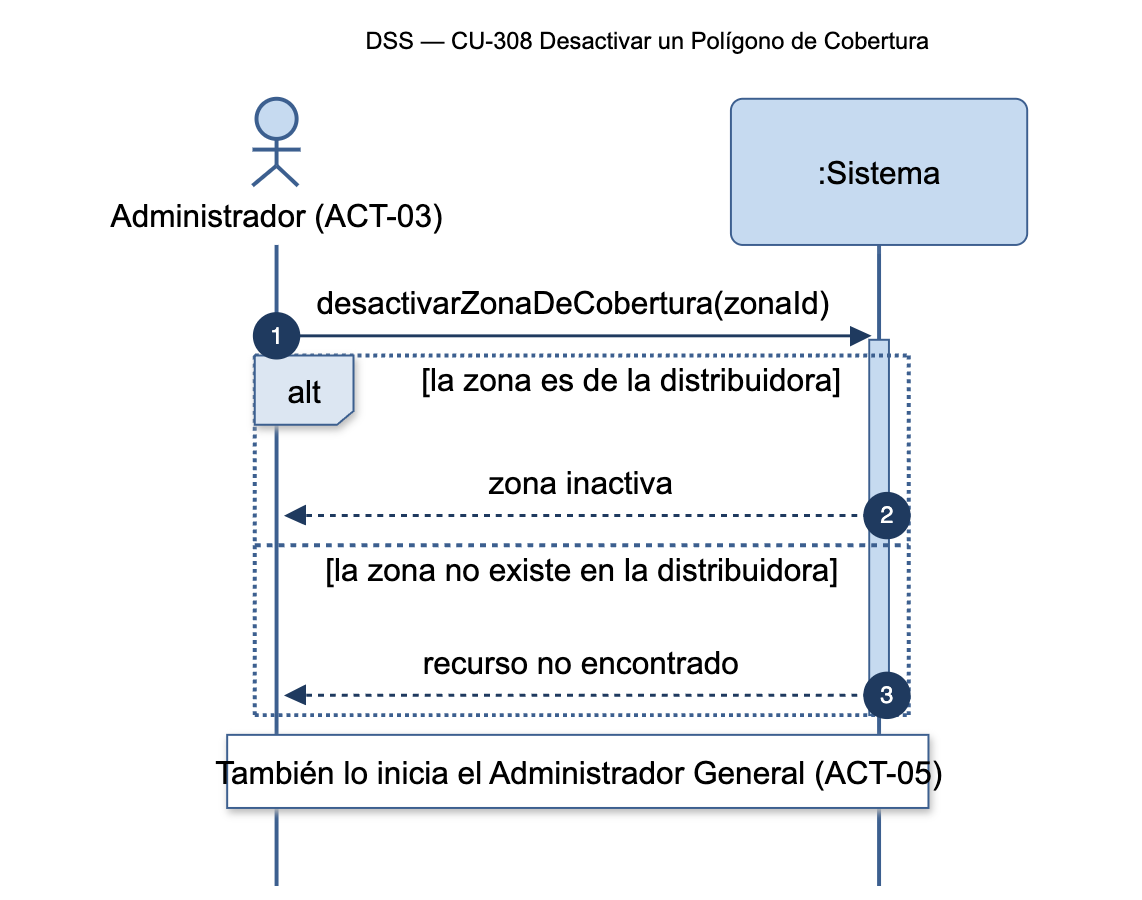 DSS — CU-308 Desactivar un Polígono de Cobertura
:Sistema
Administrador (ACT-03)
desactivarZonaDeCobertura(zonaId)
1
alt
[la zona es de la distribuidora]
zona inactiva
2
[la zona no existe en la distribuidora]
recurso no encontrado
3
También lo inicia el Administrador General (ACT-05)